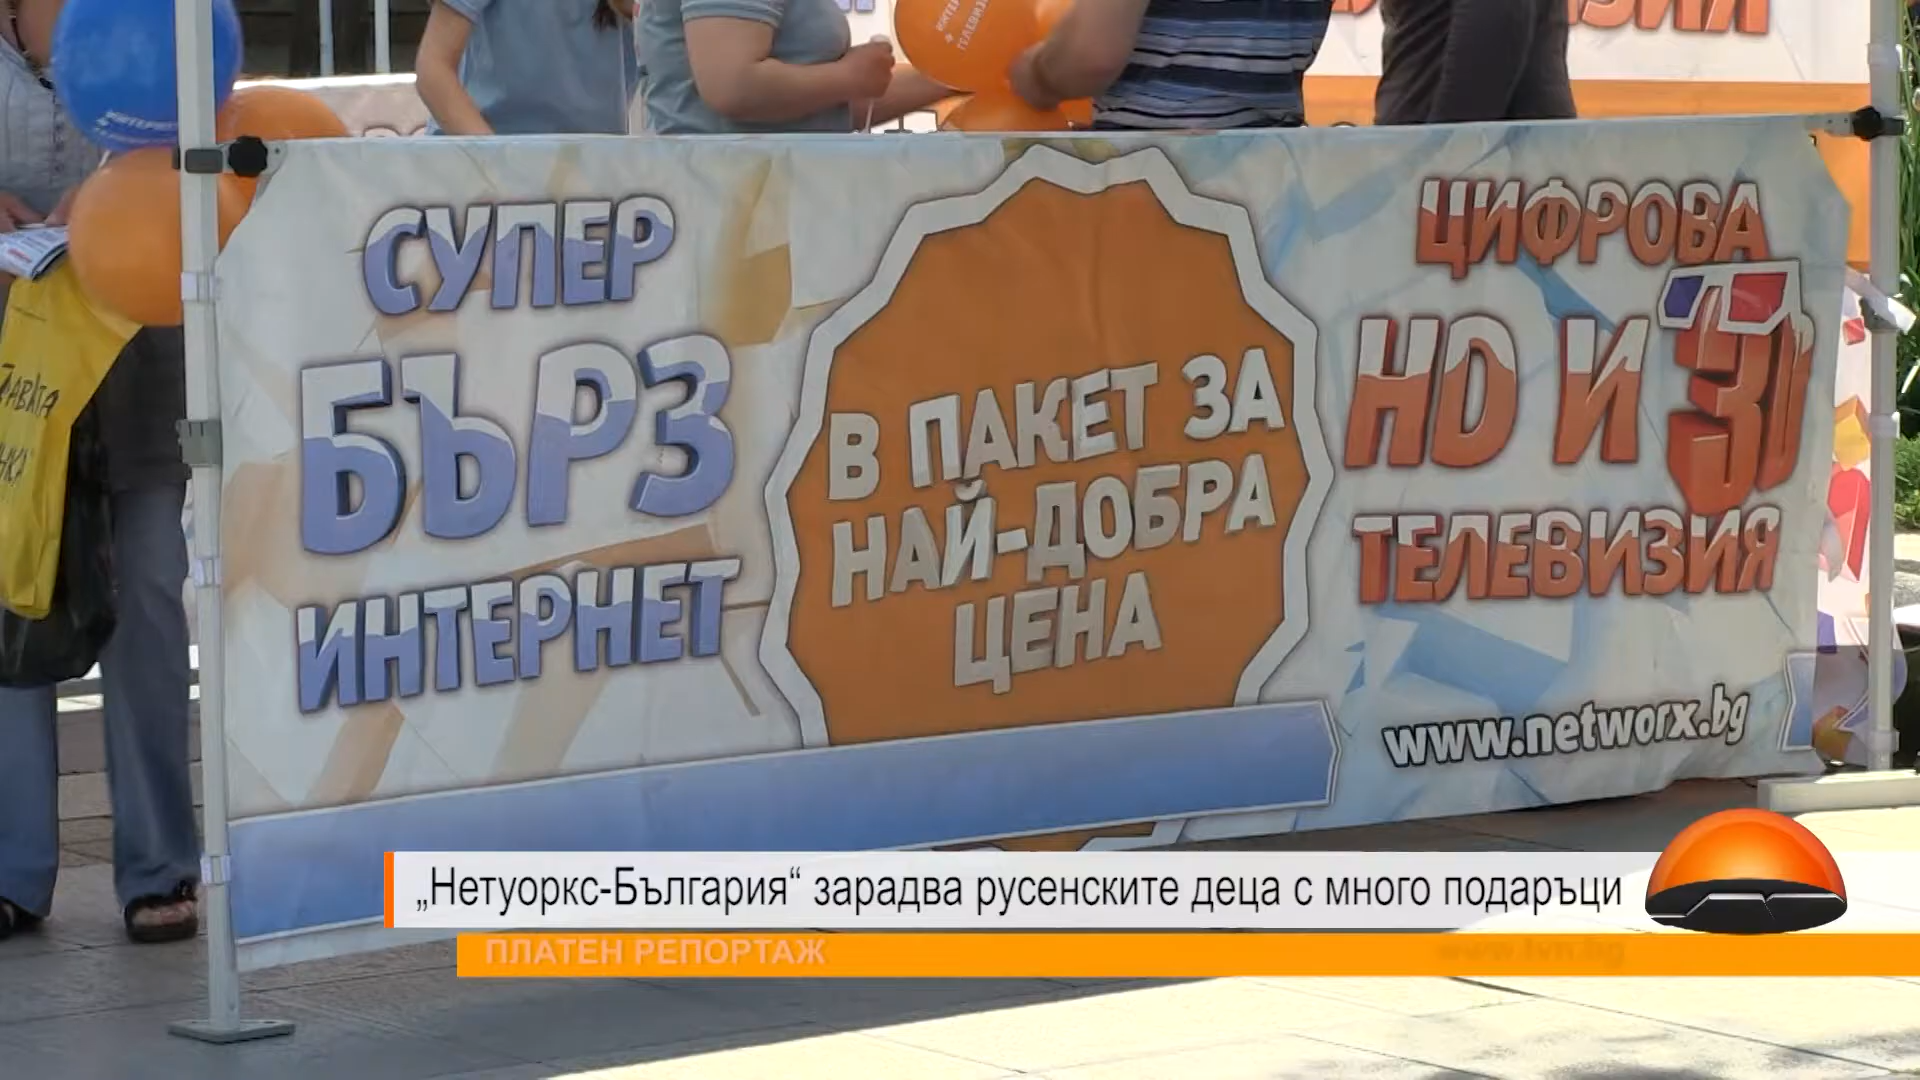 СУПЕР
БЪРЗ
ИНТЕРНЕТ
В ПАКЕТ ЗА
НАЙ-ДОБРА
ЦЕНА
ЦИФРОВА
HD И 3D
ТЕЛЕВИЗИЯ
www.networx.bg
„Нетуоркс-България“ зарадва русенските деца с много подаръци
ПЛАТЕН РЕПОРТАЖ